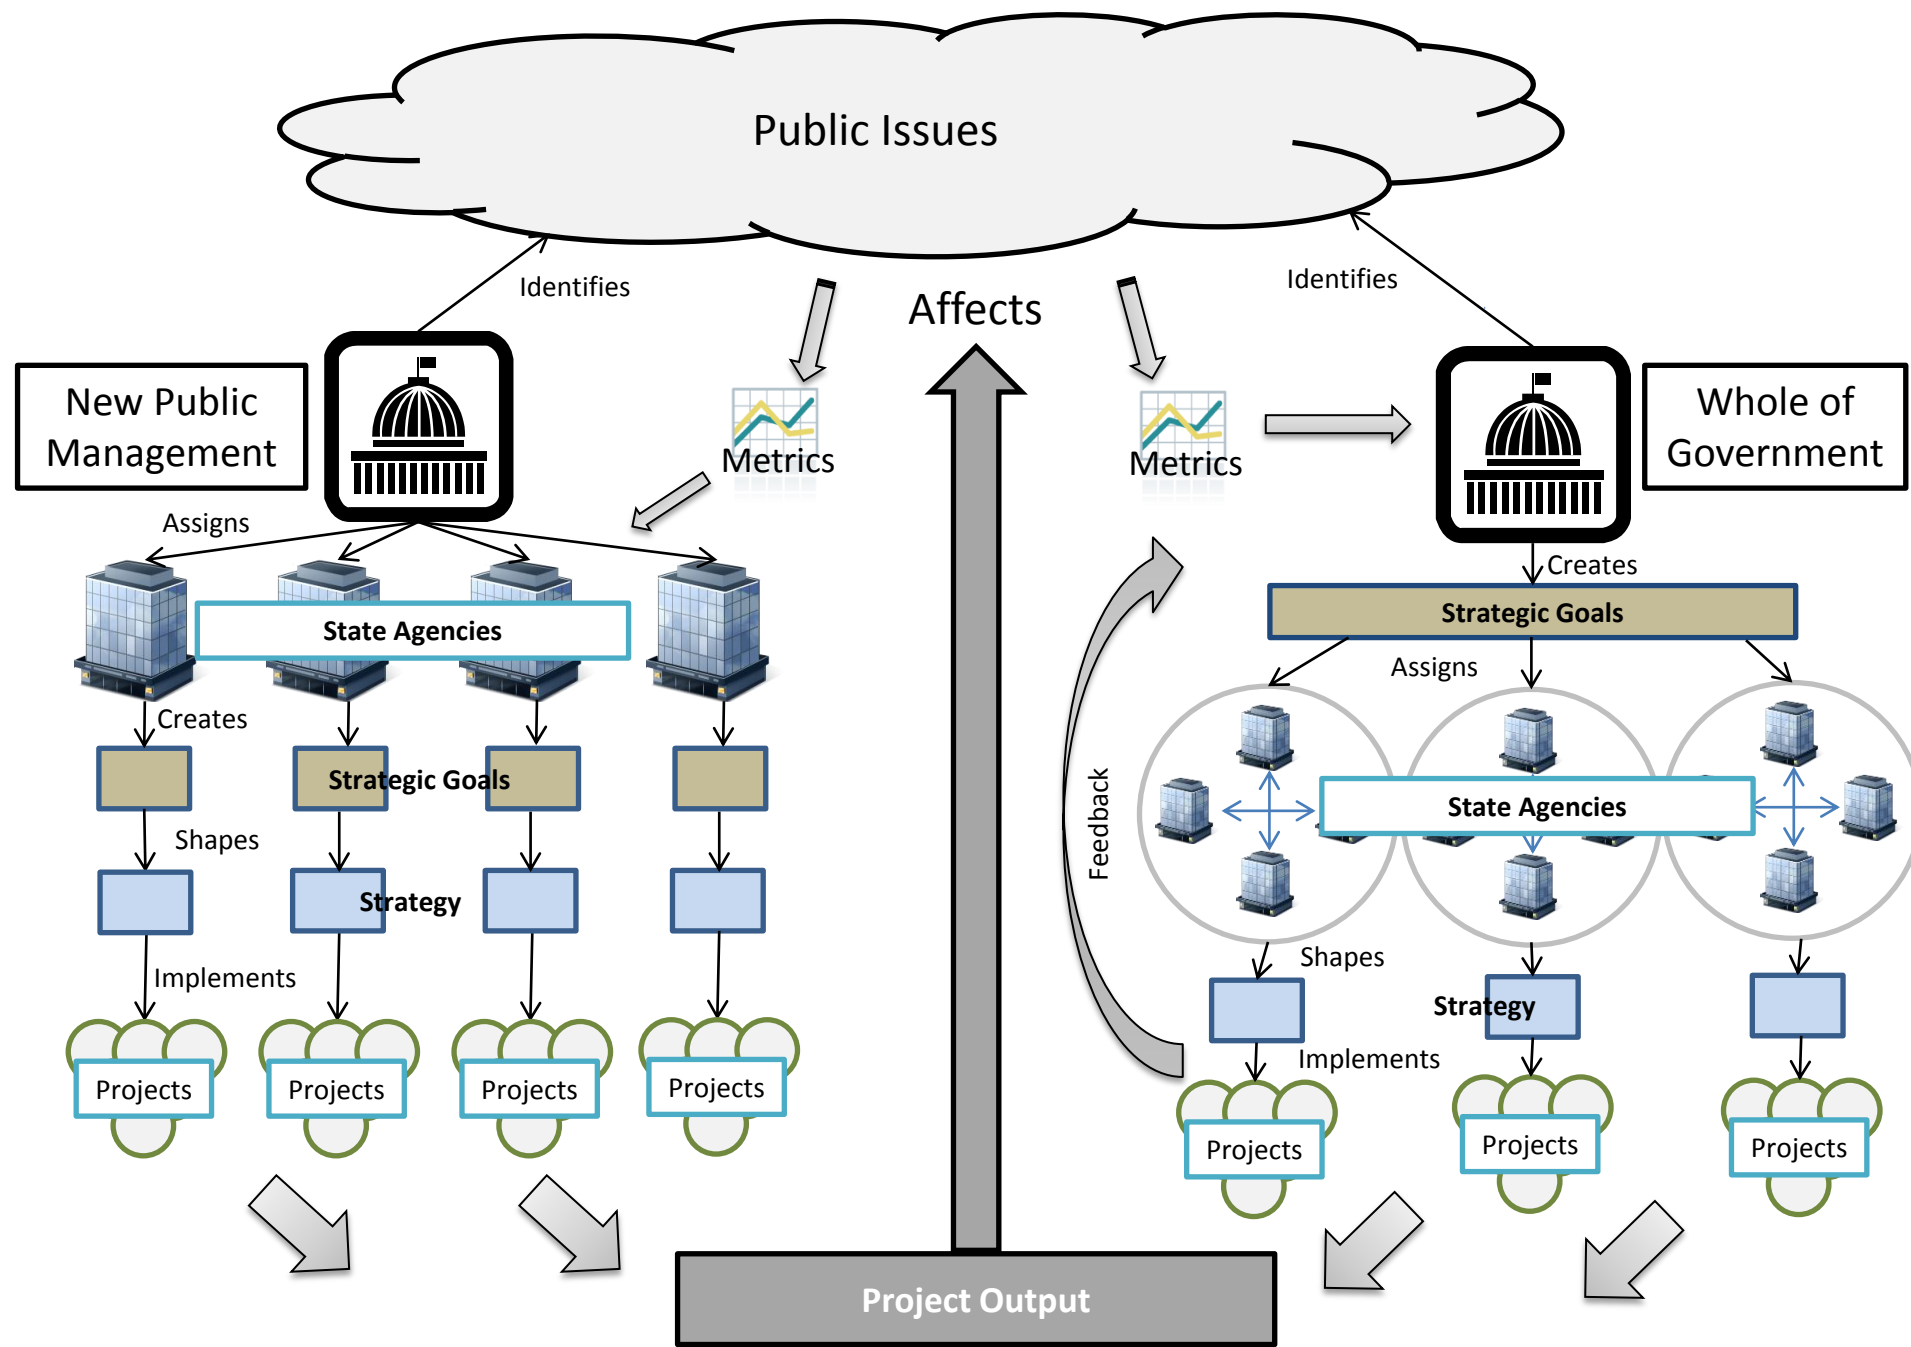 Public Issues
Identifies
Affects
Identifies
New Public
Management
Metrics
Metrics
Whole of
Government
Assigns
Creates
State Agencies
Strategic Goals
Assigns
Creates
Strategic Goals
Feedback
State Agencies
Shapes
Strategy
Shapes
Implements
Strategy
Implements
Projects
Projects
Projects
Projects
Projects
Projects
Projects
Project Output